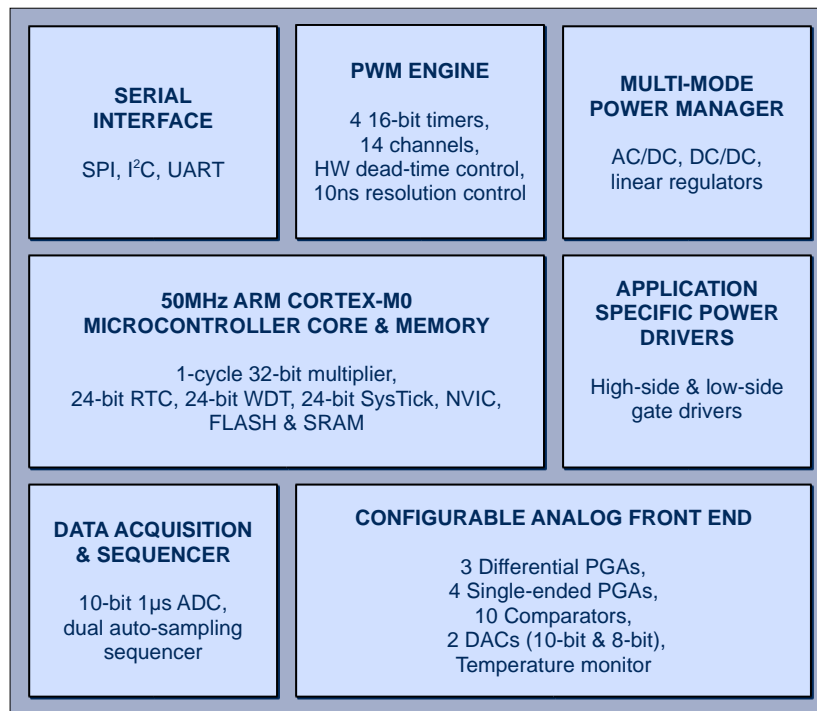 SERIAL
INTERFACE
SPI, I²C, UART
PWM ENGINE
4 16-bit timers,
14 channels,
HW dead-time control,
10ns resolution control
MULTI-MODE
POWER MANAGER
AC/DC, DC/DC,
linear regulators
50MHz ARM CORTEX-M0
MICROCONTROLLER CORE & MEMORY
1-cycle 32-bit multiplier,
24-bit RTC, 24-bit WDT, 24-bit SysTick, NVIC,
FLASH & SRAM
APPLICATION
SPECIFIC POWER
DRIVERS
High-side & low-side
gate drivers
DATA ACQUISITION
& SEQUENCER
10-bit 1µs ADC,
dual auto-sampling
sequencer
CONFIGURABLE ANALOG FRONT END
3 Differential PGAs,
4 Single-ended PGAs,
10 Comparators,
2 DACs (10-bit & 8-bit),
Temperature monitor